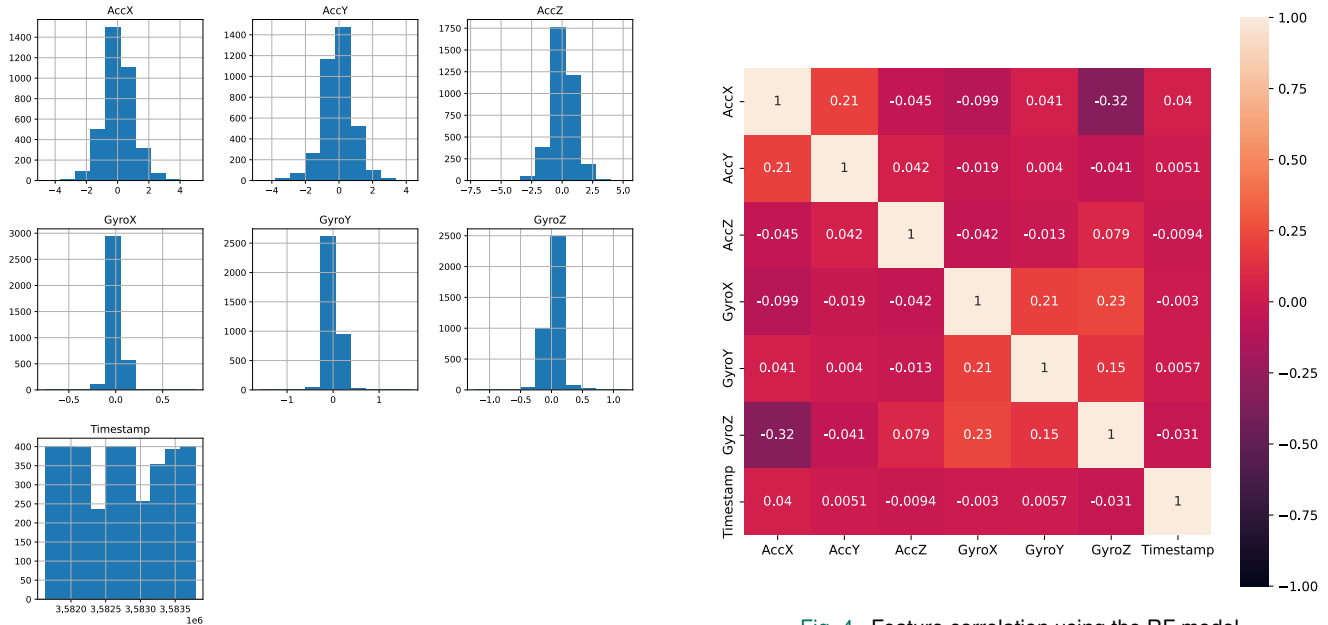 AccX
1400
1200
1000
800
600
400
200
0
−4 −2 0 2 4
AccY
1400
1200
1000
800
600
400
200
0
−4 −2 0 2 4
AccZ
1750
1500
1250
1000
750
500
250
0
−7.5 −5.0 −2.5 0.0 2.5 5.0
GyroX
3000
2500
2000
1500
1000
500
0
−0.5 0.0 0.5
GyroY
2500
2000
1500
1000
500
0
−1 0 1
GyroZ
2500
2000
1500
1000
500
0
−1.0 −0.5 0.0 0.5 1.0
Timestamp
400
350
300
250
200
150
100
50
0
3,5820 3,5825 3,5830 3,5835
1e6
AccX 1 0.21 -0.045 -0.099 0.041 -0.32 0.04
AccY 0.21 1 0.042 -0.019 0.004 -0.041 0.0051
AccZ -0.045 0.042 1 -0.042 -0.013 0.079 -0.0094
GyroX -0.099 -0.019 -0.042 1 0.21 0.23 -0.003
GyroY 0.041 0.004 -0.013 0.21 1 0.15 0.0057
GyroZ -0.32 -0.041 0.079 0.23 0.15 1 -0.031
Timestamp 0.04 0.0051 -0.0094 -0.003 0.0057 -0.031 1
AccX AccY AccZ GyroX GyroY GyroZ Timestamp
1.00
0.75
0.50
0.25
0.00
−0.25
−0.50
−0.75
−1.00
Fig. 4. Feature correlation using the RF model